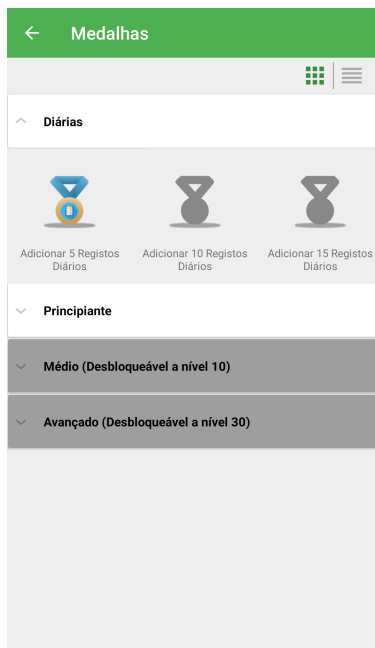 Medalhas
Diárias
Adicionar 5 Registos
Diários
Adicionar 10 Registos
Diários
Adicionar 15 Registos
Diários
Principiante
Médio (Desbloqueável a nível 10)
Avançado (Desbloqueável a nível 30)